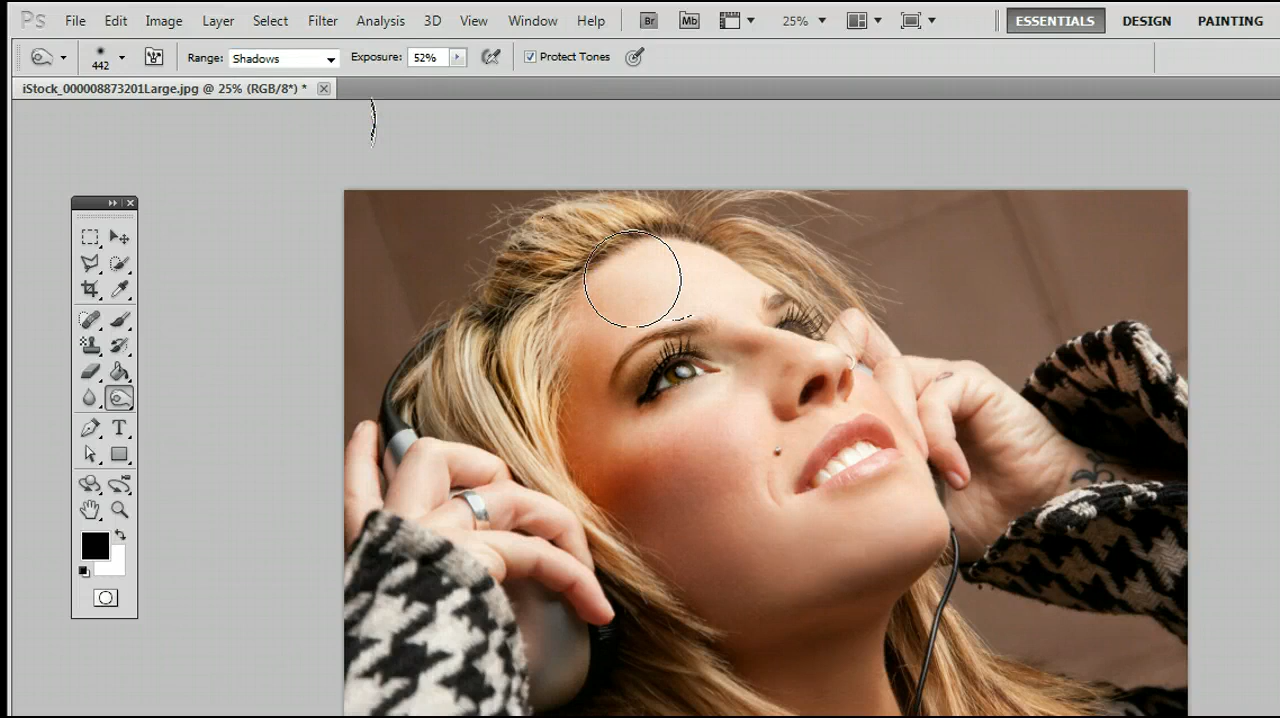 Ps File Edit Image Layer Select Filter Analysis 3D View Window Help Br Mb 25% ESSENTIALS DESIGN PAINTING
442 Range: Shadows Exposure: 52% Protect Tones
iStock_000008873201Large.jpg @ 25% (RGB/8*) *
T